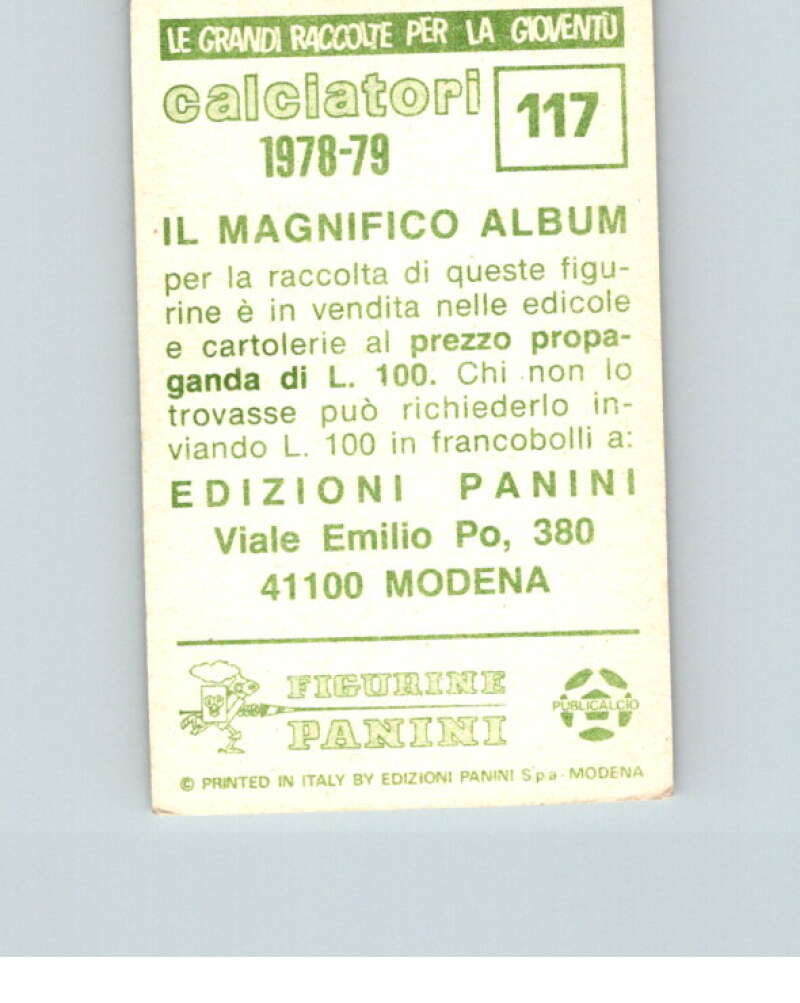 LE GRANDI RACCOLTE PER LA GIOVENTÙ
calciatori
1978-79
117
IL MAGNIFICO ALBUM
per la raccolta di queste figu-
rine è in vendita nelle edicole
e cartolerie al prezzo propa-
ganda di L. 100. Chi non lo
trovasse può richiederlo in-
viando L. 100 in francobolli a:
EDIZIONI PANINI
Viale Emilio Po, 380
41100 MODENA
FIGURINE
PANINI
PUBLICALCIO
© PRINTED IN ITALY BY EDIZIONI PANINI S.p.a. MODENA